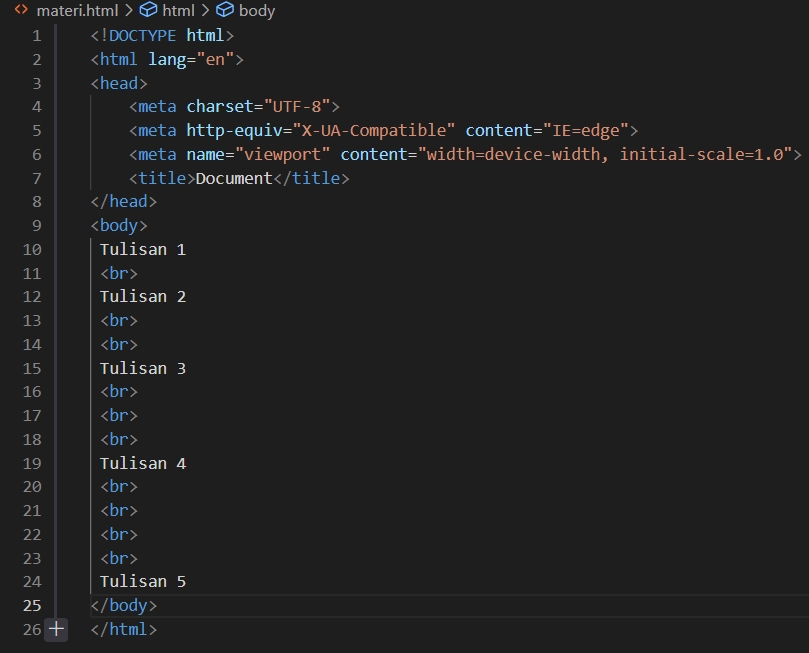 materi.html > html > body
1 <!DOCTYPE html>
2 <html lang="en">
3 <head>
4     <meta charset="UTF-8">
5     <meta http-equiv="X-UA-Compatible" content="IE=edge">
6     <meta name="viewport" content="width=device-width, initial-scale=1.0">
7     <title>Document</title>
8 </head>
9 <body>
10  Tulisan 1
11  <br>
12  Tulisan 2
13  <br>
14  <br>
15  Tulisan 3
16  <br>
17  <br>
18  <br>
19  Tulisan 4
20  <br>
21  <br>
22  <br>
23  <br>
24  Tulisan 5
25 </body>
26 </html>